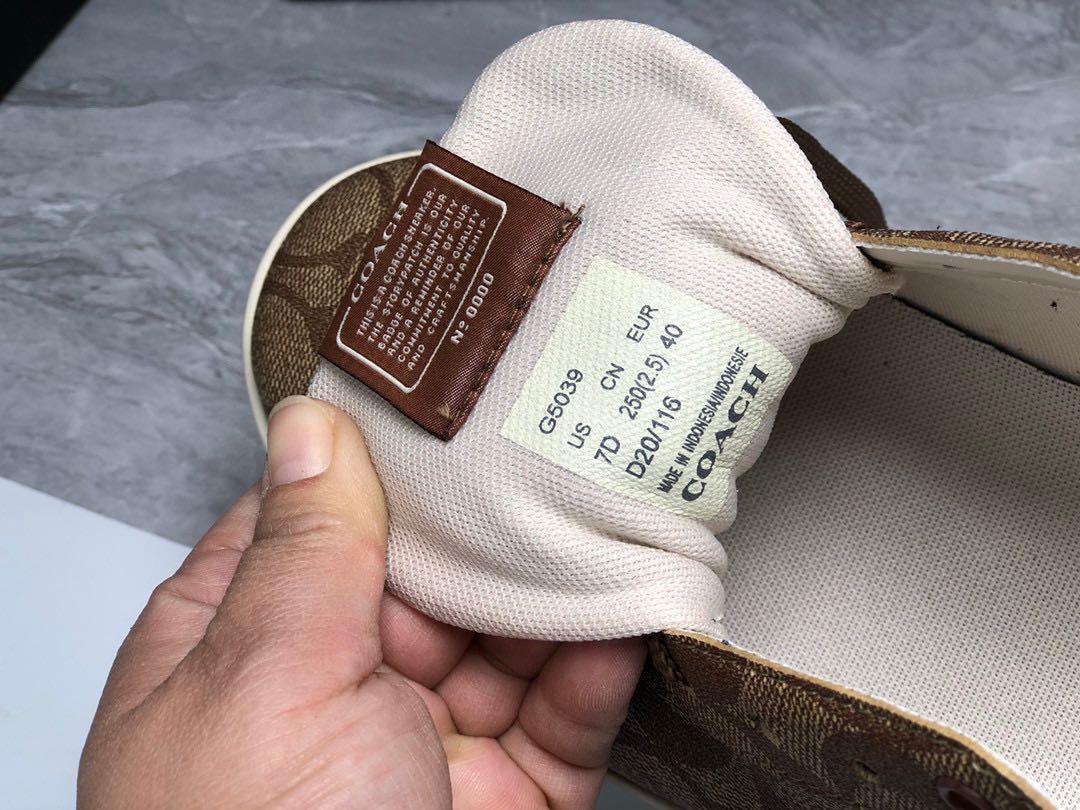 COACH
THIS IS A COACH SNEAKER.
THE STORYPATCH IS OUR
BADGE OF AUTHENTICITY
AND A REMINDER OF OUR
COMMITMENT TO QUALITY
AND CRAFTSMANSHIP.
Nº 0000
G5039
US CN EUR
7D 250(2.5) 40
D20/116
MADE IN INDONESIA/INDONESIE
COACH